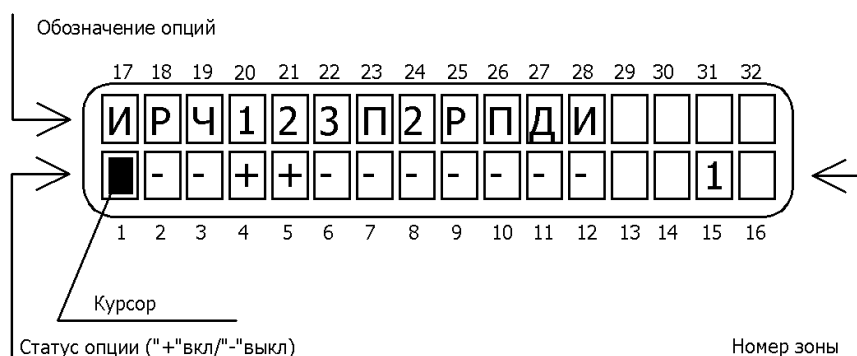 Обозначение опций
17 18 19 20 21 22 23 24 25 26 27 28 29 30 31 32
И Р Ч 1 2 3 П 2 Р П Д И
- - + + - - - - - - - 1
1 2 3 4 5 6 7 8 9 10 11 12 13 14 15 16
Курсор
Статус опции ("+"вкл/"-"выкл)
Номер зоны